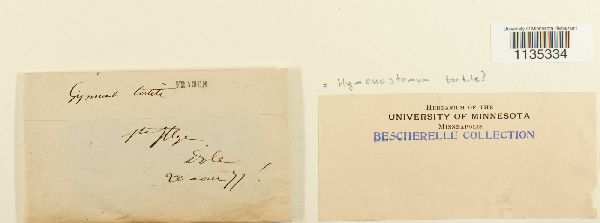 University of Minnesota Herbarium
1135334
= Hymenostomum tortile?
FRANCE
Gymnost tortile
Dole
HERBARIUM OF THE
UNIVERSITY OF MINNESOTA
MINNEAPOLIS
BESCHERELLE COLLECTION